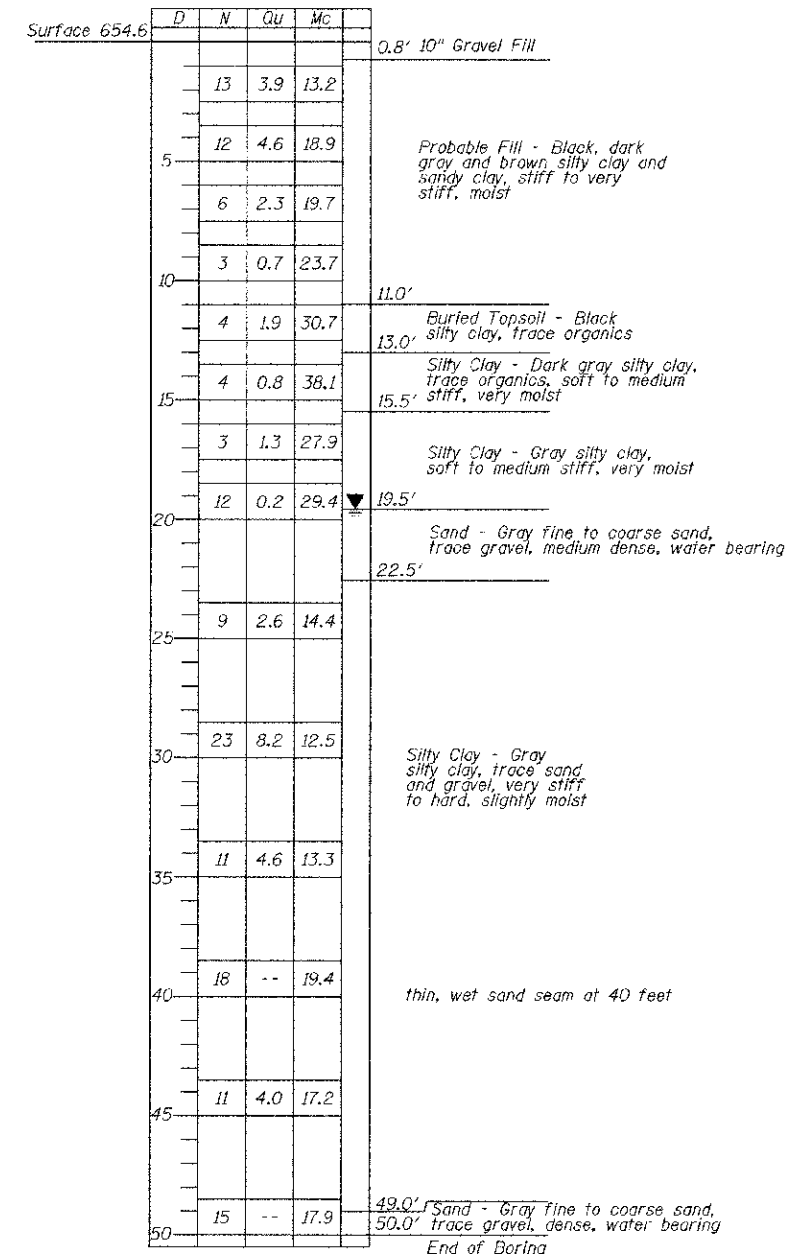 D N Qu Mc
Surface 654.6
0.8' 10" Gravel Fill
13 3.9 13.2
12 4.6 18.9
5
Probable Fill - Black, dark
gray and brown silty clay and
sandy clay, stiff to very
stiff, moist
6 2.3 19.7
3 0.7 23.7
10
11.0'
4 1.9 30.7
Buried Topsoil - Black
silty clay, trace organics
13.0'
Silty Clay - Dark gray silty clay,
trace organics, soft to medium
stiff, very moist
4 0.8 38.1
15
15.5'
3 1.3 27.9
Silty Clay - Gray silty clay,
soft to medium stiff, very moist
12 0.2 29.4
19.5'
20
Sand - Gray fine to coarse sand,
trace gravel, medium dense, water bearing
22.5'
9 2.6 14.4
25
23 8.2 12.5
30
Silty Clay - Gray
silty clay, trace sand
and gravel, very stiff
to hard, slightly moist
11 4.6 13.3
35
18 -- 19.4
40
thin, wet sand seam at 40 feet
11 4.0 17.2
45
49.0'
15 -- 17.9
Sand - Gray fine to coarse sand,
50.0' trace gravel, dense, water bearing
50
End of Boring